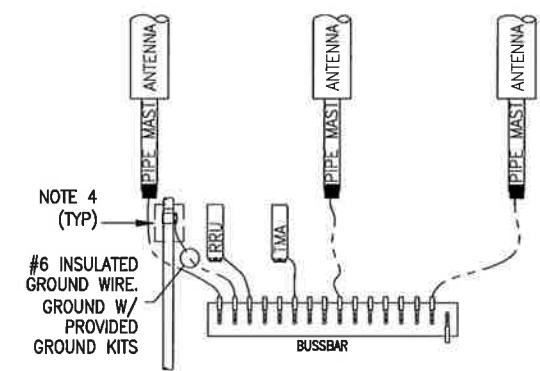 ANTENNA
PIPE MAST
ANTENNA
PIPE MAST
ANTENNA
PIPE MAST
NOTE 4
(TYP)
RRU
TMA
#6 INSULATED
GROUND WIRE.
GROUND W/
PROVIDED
GROUND KITS
BUSSBAR